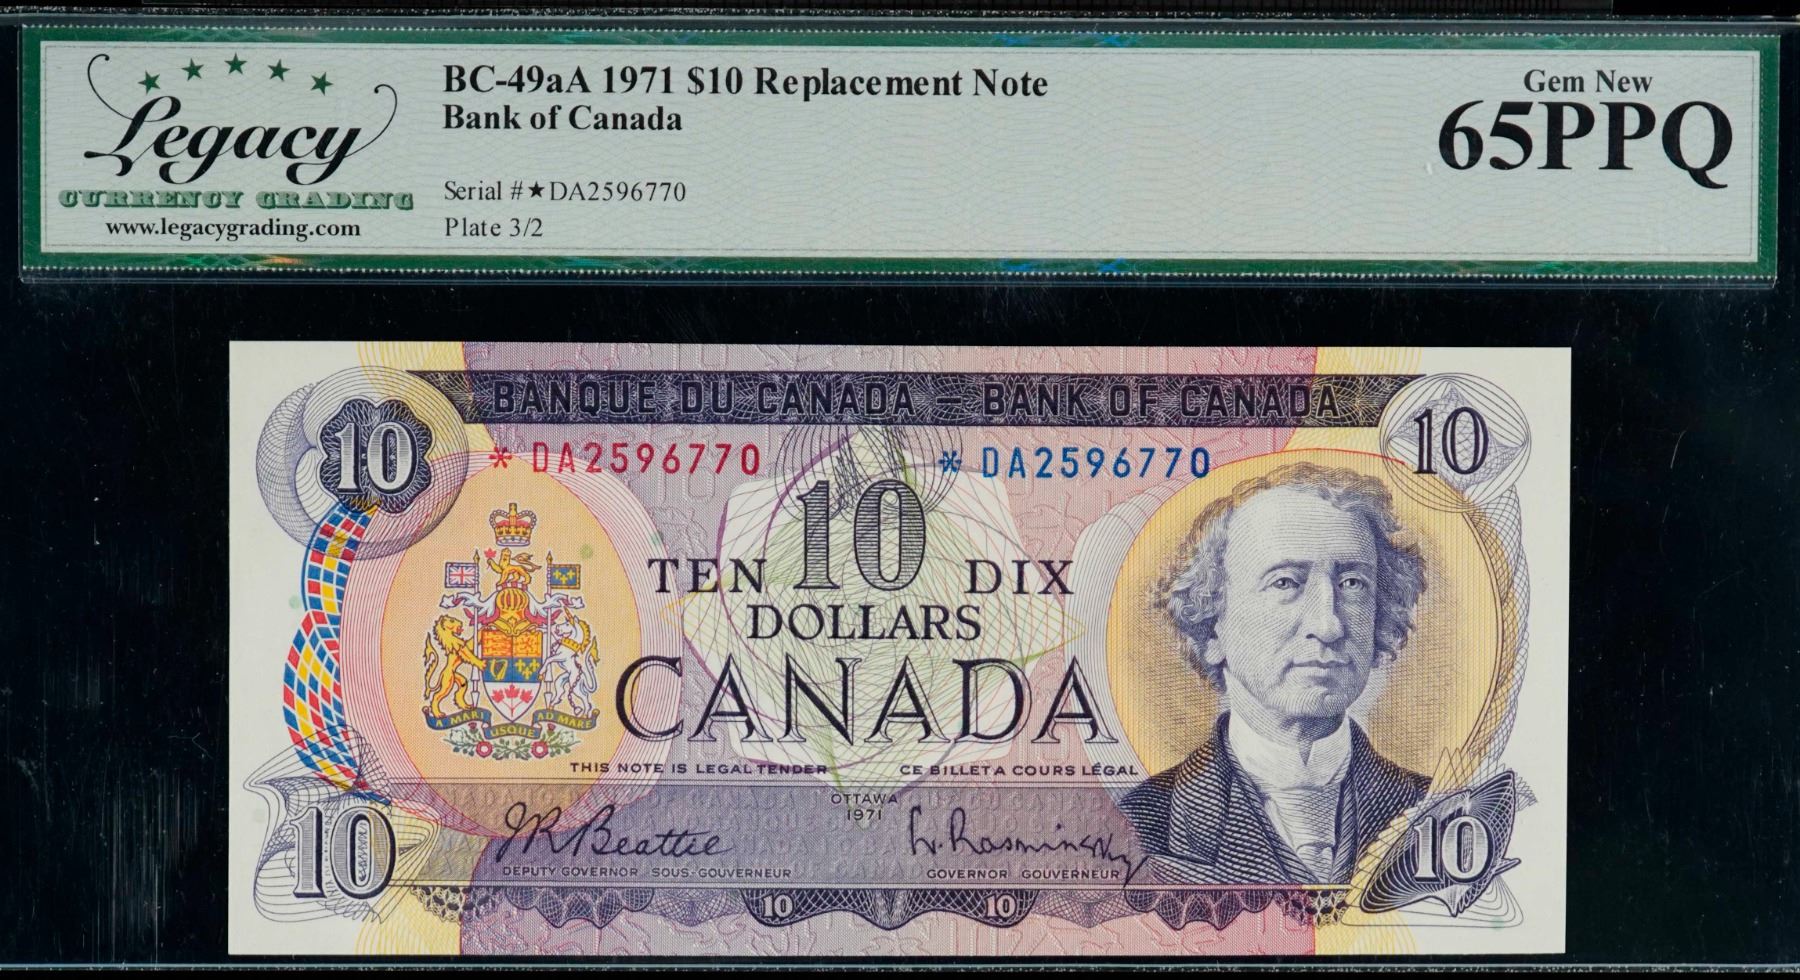 Legacy
CURRENCY GRADING
www.legacygrading.com
BC-49aA 1971 $10 Replacement Note
Bank of Canada
Serial #★DA2596770
Plate 3/2
Gem New
65PPQ
BANQUE DU CANADA – BANK OF CANADA
10
10
*DA2596770
*DA2596770
10
TEN DIX
DOLLARS
CANADA
A MARI USQUE AD MARE
THIS NOTE IS LEGAL TENDER
CE BILLET A COURS LÉGAL
OTTAWA
1971
J R Beattie
L. Rasminsky
DEPUTY GOVERNOR SOUS-GOUVERNEUR
GOVERNOR GOUVERNEUR
10
10
10
10